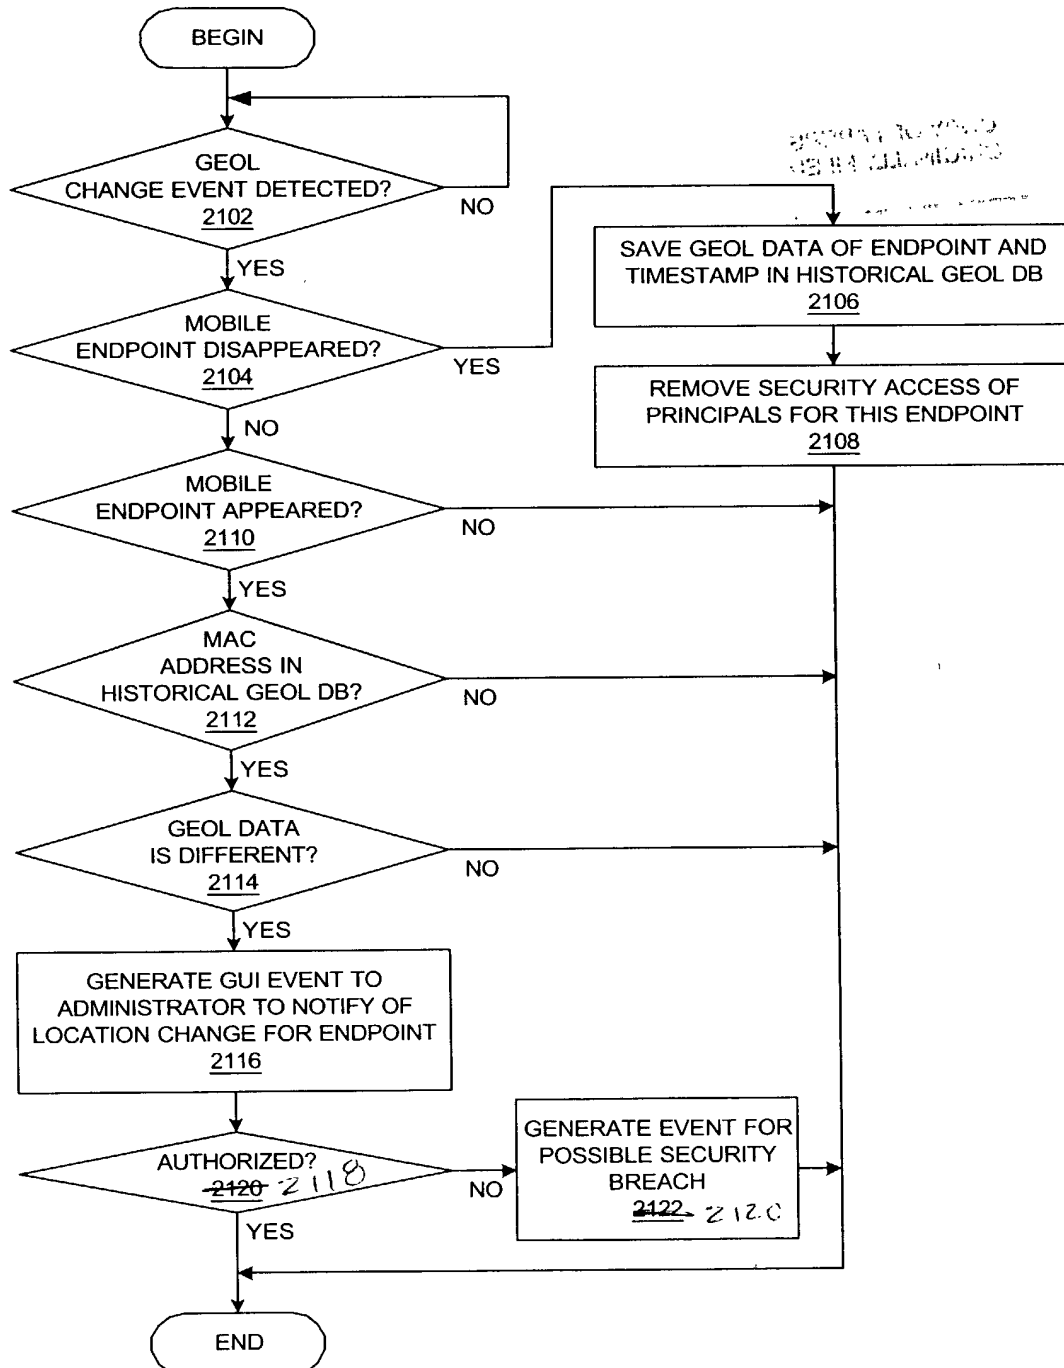 BEGIN
GEOL
CHANGE EVENT DETECTED?
2102
NO
YES
SAVE GEOL DATA OF ENDPOINT AND
TIMESTAMP IN HISTORICAL GEOL DB
2106
MOBILE
ENDPOINT DISAPPEARED?
2104
YES
NO
REMOVE SECURITY ACCESS OF
PRINCIPALS FOR THIS ENDPOINT
2108
MOBILE
ENDPOINT APPEARED?
2110
NO
YES
MAC
ADDRESS IN
HISTORICAL GEOL DB?
2112
NO
YES
GEOL DATA
IS DIFFERENT?
2114
NO
YES
GENERATE GUI EVENT TO
ADMINISTRATOR TO NOTIFY OF
LOCATION CHANGE FOR ENDPOINT
2116
AUTHORIZED?
2120 2118
NO
YES
GENERATE EVENT FOR
POSSIBLE SECURITY
BREACH
2122 2120
END